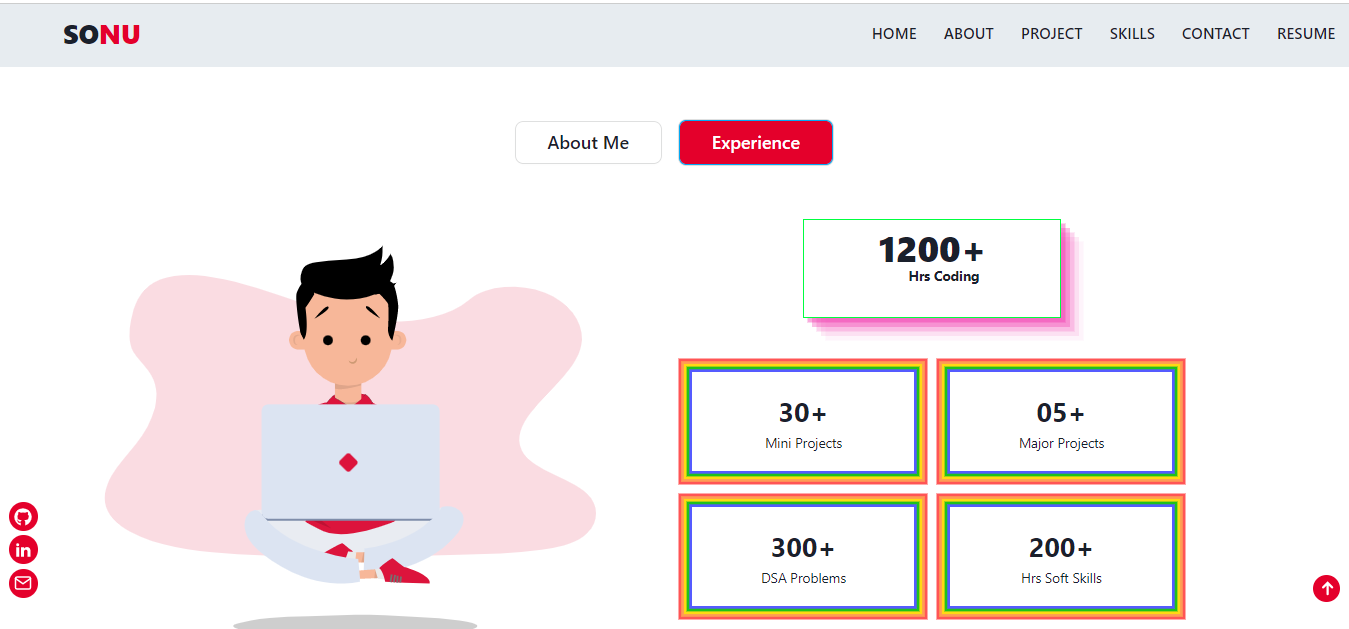 SONU
HOME ABOUT PROJECT SKILLS CONTACT RESUME
About Me Experience
1200+
Hrs Coding
30+
Mini Projects
05+
Major Projects
300+
DSA Problems
200+
Hrs Soft Skills
in